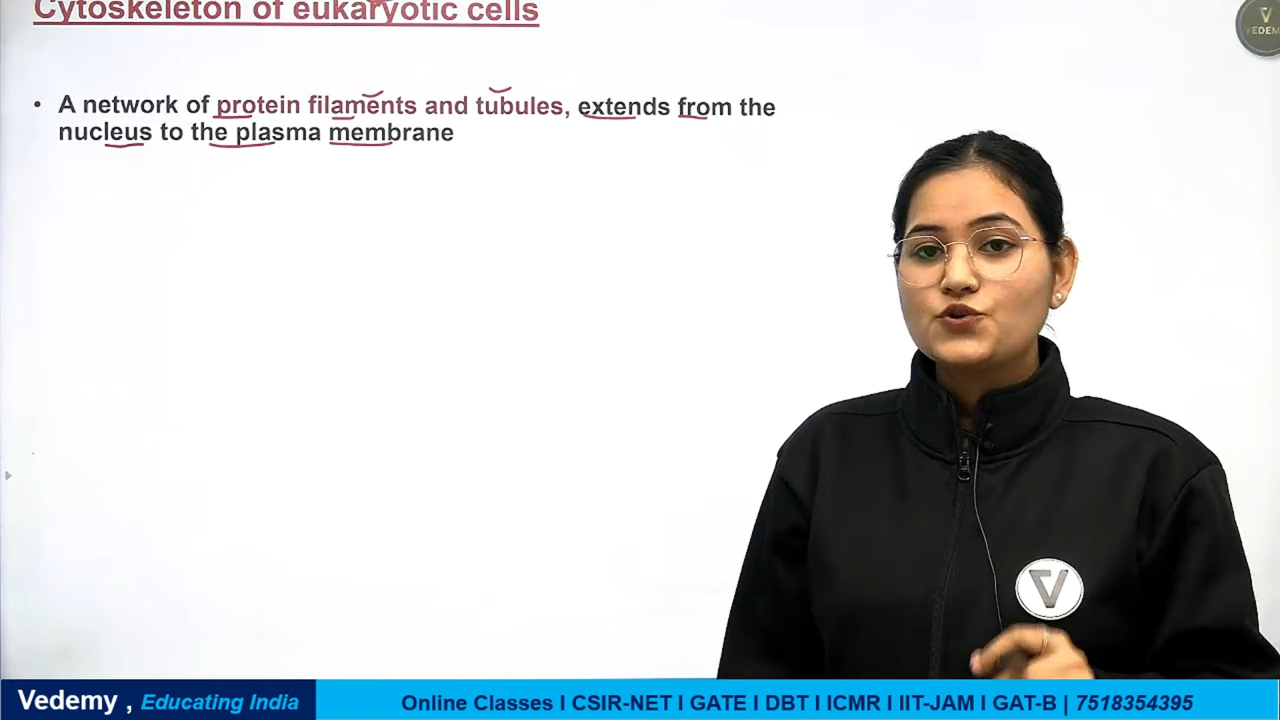 Cytoskeleton of eukaryotic cells
VEDEM
• A network of protein filaments and tubules, extends from the
nucleus to the plasma membrane
Vedemy , Educating India
Online Classes I CSIR-NET I GATE I DBT I ICMR I IIT-JAM I GAT-B | 7518354395